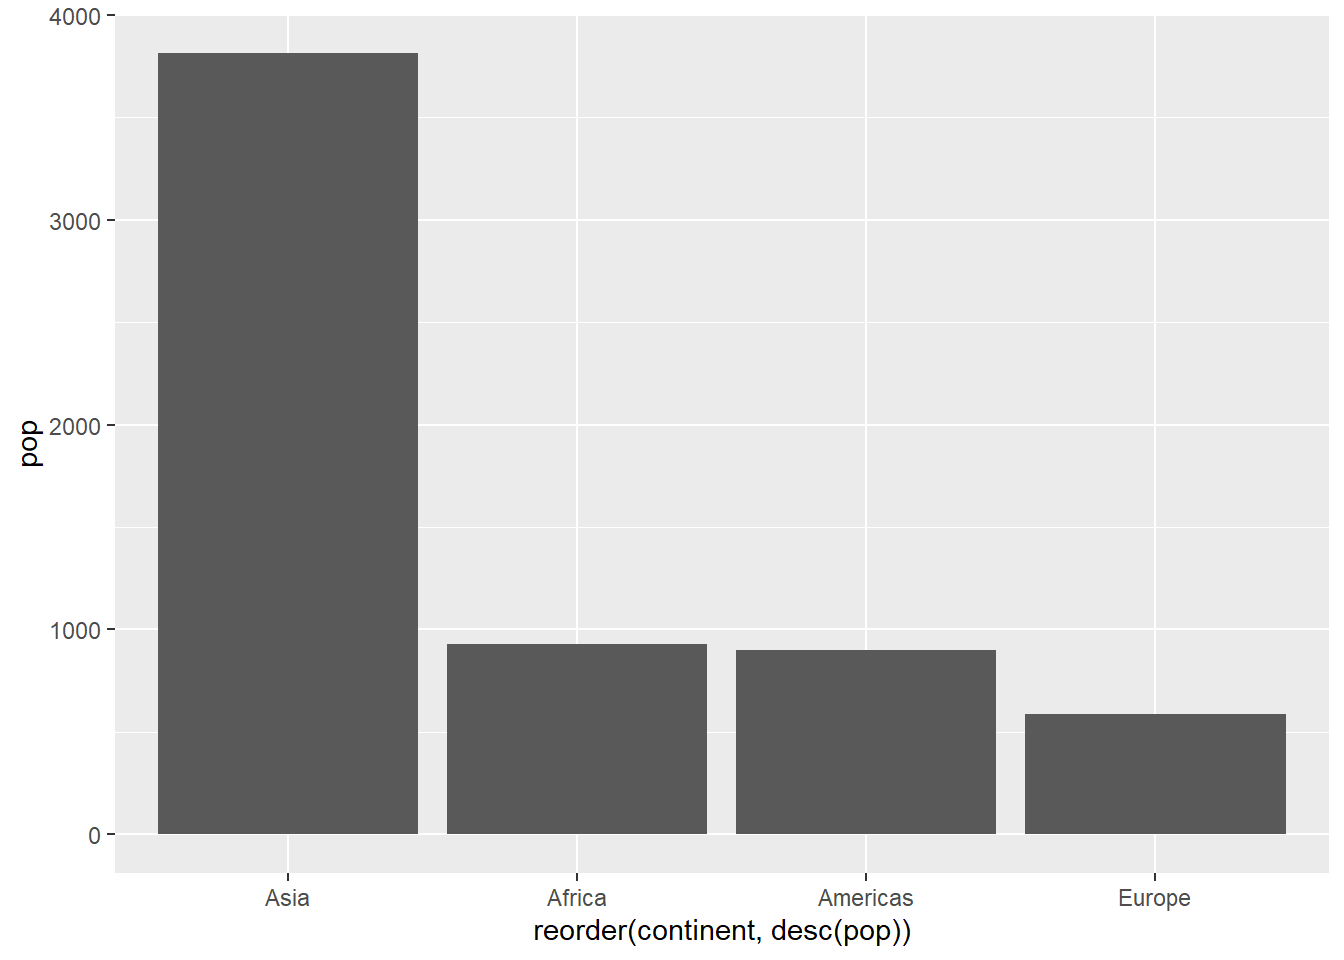 4000
3000
2000
1000
0
pop
Asia Africa Americas Europe
reorder(continent, desc(pop))